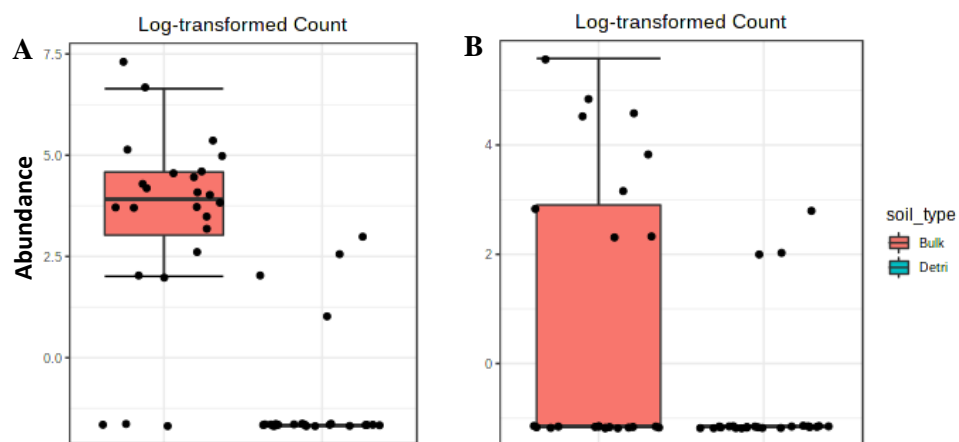 A
Log-transformed Count
7.5
5.0
2.5
0.0
Abundance
B
Log-transformed Count
4
2
0
soil_type
Bulk
Detri